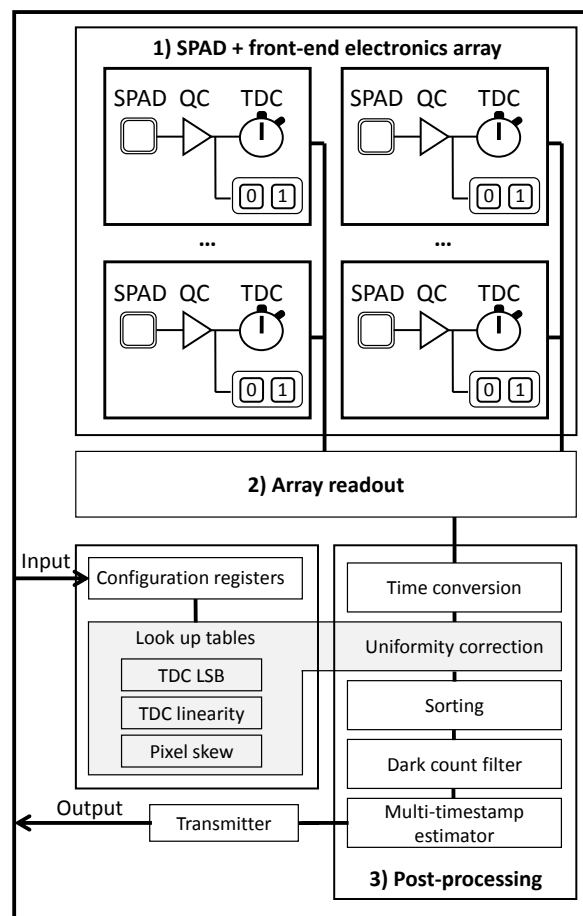 1) SPAD + front-end electronics array
SPAD QC TDC
0 1
SPAD QC TDC
0 1
...
...
SPAD QC TDC
0 1
SPAD QC TDC
0 1
2) Array readout
Input
Configuration registers
Look up tables
TDC LSB
TDC linearity
Pixel skew
Time conversion
Uniformity correction
Sorting
Dark count filter
Multi-timestamp
estimator
3) Post-processing
Transmitter
Output